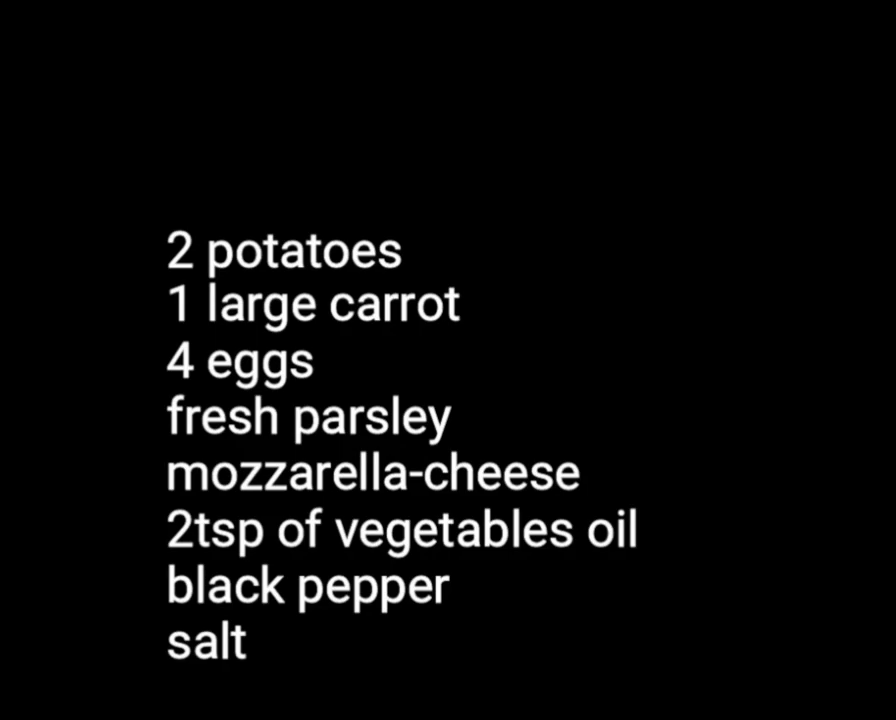 2 potatoes
1 large carrot
4 eggs
fresh parsley
mozzarella-cheese
2tsp of vegetables oil
black pepper
salt